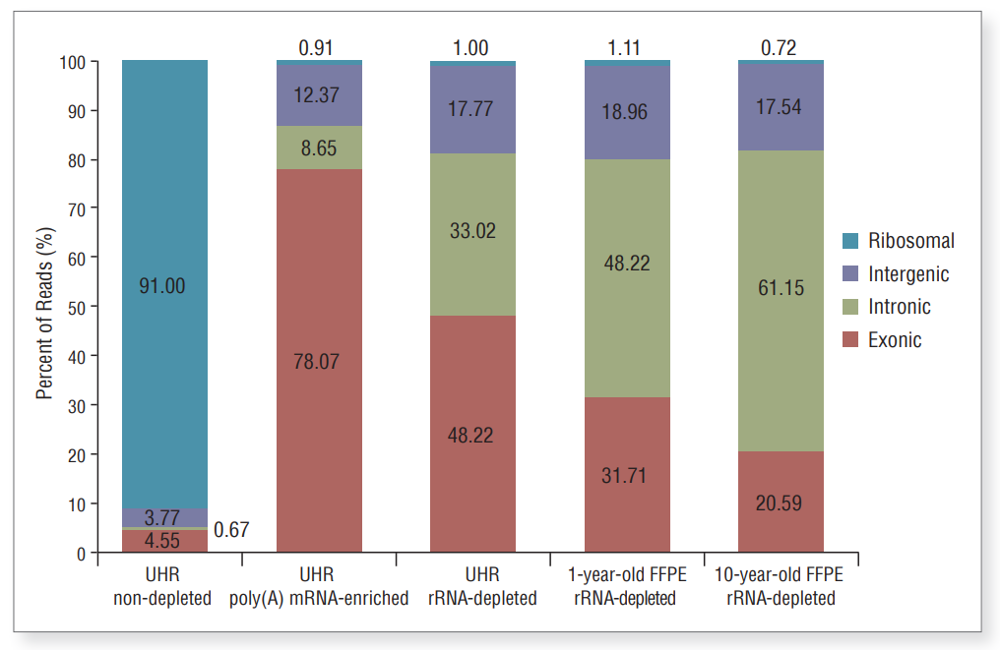 0.91 1.00 1.11 0.72
100
90
80
70
60
50
40
30
20
10
0
Percent of Reads (%)
91.00
3.77
0.67
4.55
12.37
8.65
78.07
17.77
33.02
48.22
18.96
48.22
31.71
17.54
61.15
20.59
Ribosomal
Intergenic
Intronic
Exonic
UHR
non-depleted
UHR
poly(A) mRNA-enriched
UHR
rRNA-depleted
1-year-old FFPE
rRNA-depleted
10-year-old FFPE
rRNA-depleted